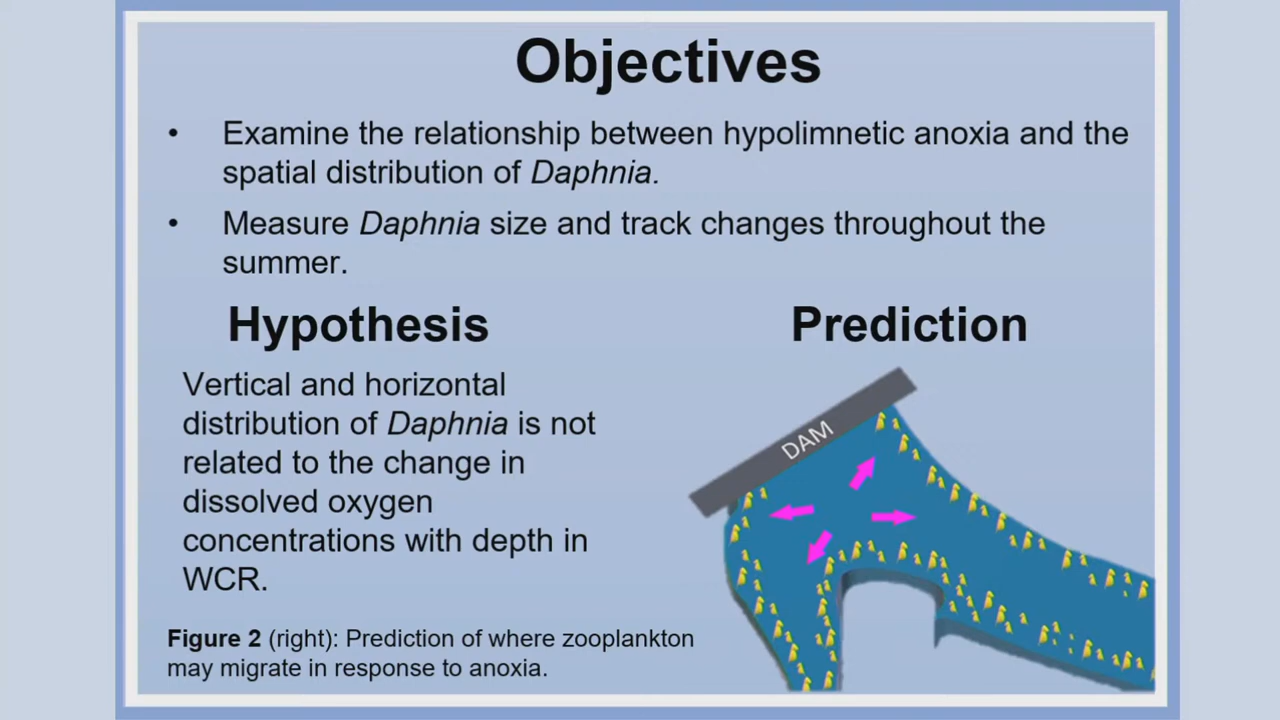 Objectives
• Examine the relationship between hypolimnetic anoxia and the
spatial distribution of Daphnia.
• Measure Daphnia size and track changes throughout the
summer.
Hypothesis
Vertical and horizontal
distribution of Daphnia is not
related to the change in
dissolved oxygen
concentrations with depth in
WCR.
Figure 2 (right): Prediction of where zooplankton
may migrate in response to anoxia.
Prediction
DAM